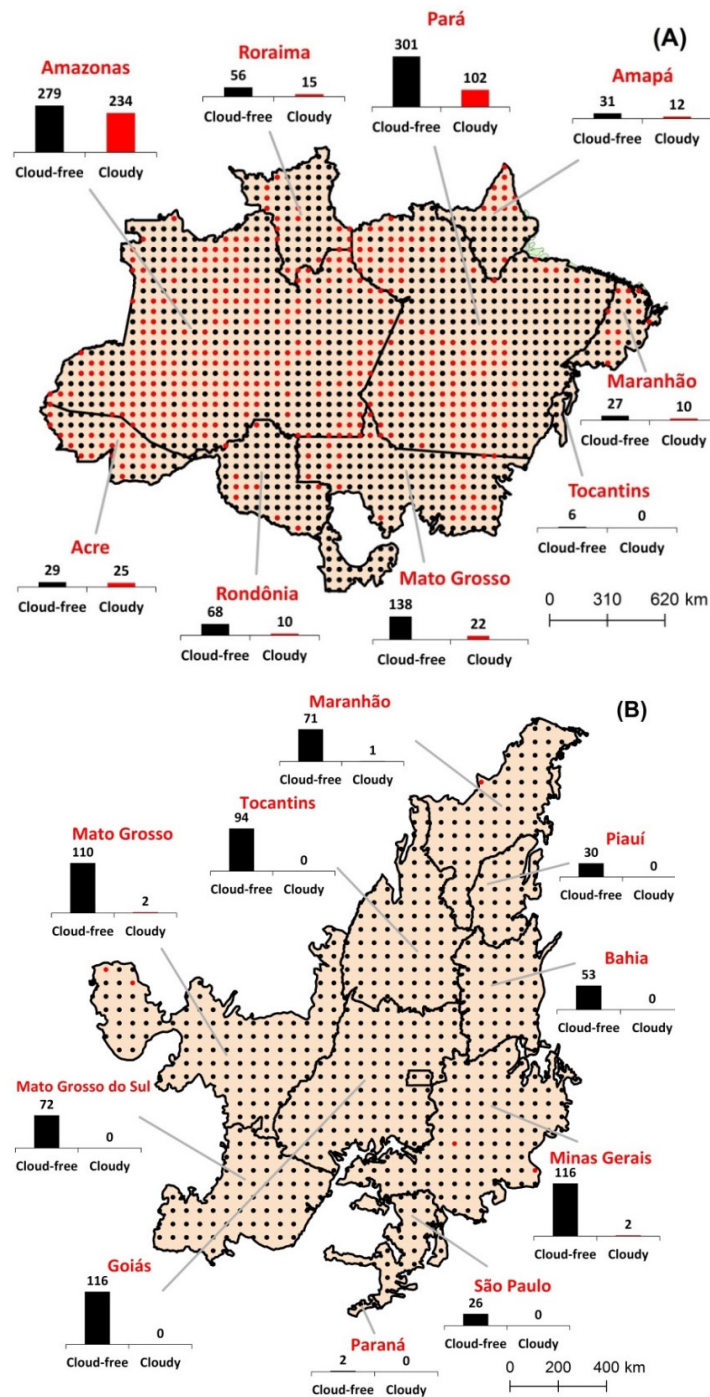 (A)
Pará
301
102
Cloud-free Cloudy
Roraima
56
15
Cloud-free Cloudy
Amazonas
279
234
Cloud-free Cloudy
Amapá
31
12
Cloud-free Cloudy
Maranhão
27
10
Cloud-free Cloudy
Tocantins
6
0
Cloud-free Cloudy
Acre
29
25
Cloud-free Cloudy
Rondônia
68
10
Cloud-free Cloudy
Mato Grosso
138
22
Cloud-free Cloudy
0 310 620 km
(B)
Maranhão
71
1
Cloud-free Cloudy
Tocantins
94
0
Cloud-free Cloudy
Mato Grosso
110
2
Cloud-free Cloudy
Piauí
30
0
Cloud-free Cloudy
Bahia
53
0
Cloud-free Cloudy
Mato Grosso do Sul
72
0
Cloud-free Cloudy
Minas Gerais
116
2
Cloud-free Cloudy
Goiás
116
0
Cloud-free Cloudy
São Paulo
26
0
Cloud-free Cloudy
Paraná
2
0
Cloud-free Cloudy
0 200 400 km